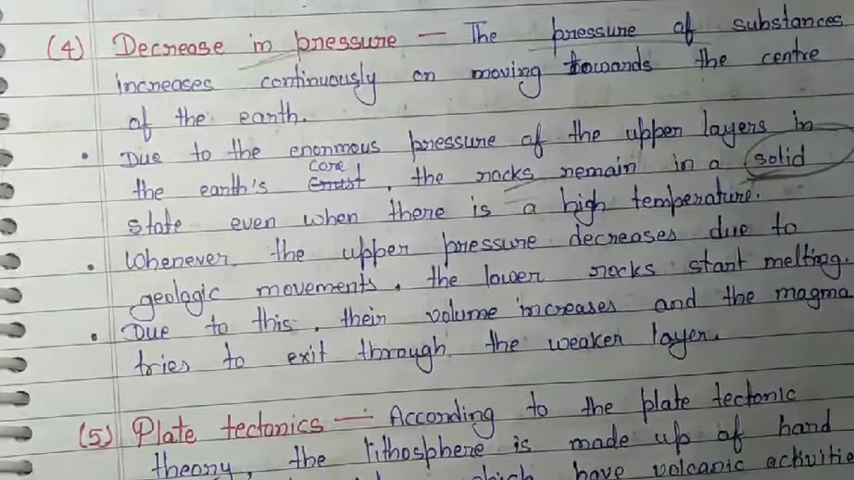 (4) Decrease in pressure — The pressure of substances
increases continuously on moving towards the centre
of the earth.
• Due to the enormous pressure of the upper layers in
the earth's core, the rocks remain in a solid
state even when there is a high temperature.
• Whenever the upper pressure decreases due to
geologic movements, the lower rocks start melting.
• Due to this, their volume increases and the magma
tries to exit through the weaker layer.
(5) Plate tectonics — According to the plate tectonic
theory, the lithosphere is made up of hard
which have volcanic activitie